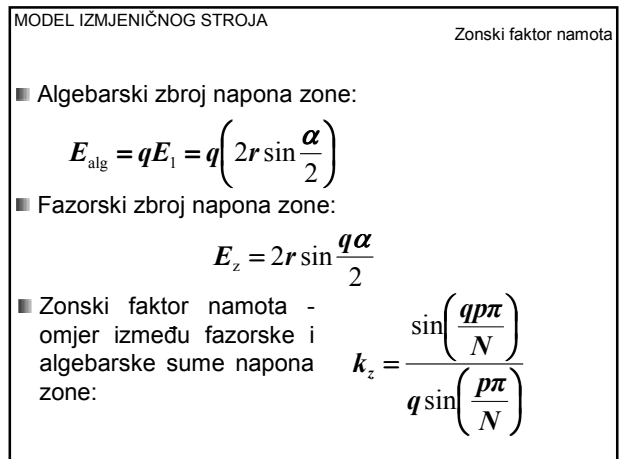 MODEL IZMJENIČNOG STROJA
Zonski faktor namota
Algebarski zbroj napona zone:
E_alg = qE_1 = q(2r sin α/2)
Fazorski zbroj napona zone:
E_z = 2r sin qα/2
Zonski faktor namota -
omjer između fazorske i
algebarske sume napona
zone:
k_z = sin(qpπ/N) / q sin(pπ/N)